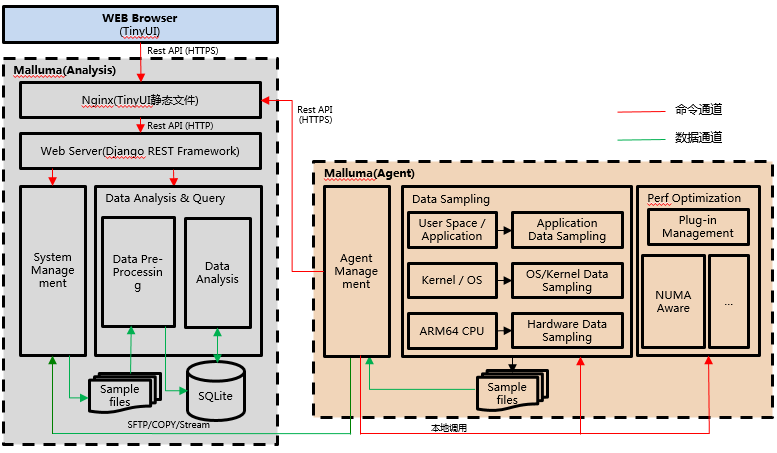 WEB Browser
(TinyUI)
Rest API (HTTPS)
Malluma(Analysis)
Nginx(TinyUI静态文件)
Rest API (HTTP)
Web Server(Django REST Framework)
System
Manage
ment
Data Analysis & Query
Data Pre-
Processin
g
Data
Analysis
Sample
files
SQLite
SFTP/COPY/Stream
Rest API
(HTTPS)
命令通道
数据通道
Malluma(Agent)
Agent
Manage
ment
Data Sampling
User Space /
Application
Application
Data Sampling
Kernel / OS
OS/Kernel Data
Sampling
ARM64 CPU
Hardware Data
Sampling
Sample
files
Perf Optimization
Plug-in
Management
NUMA
Aware
...
本地调用